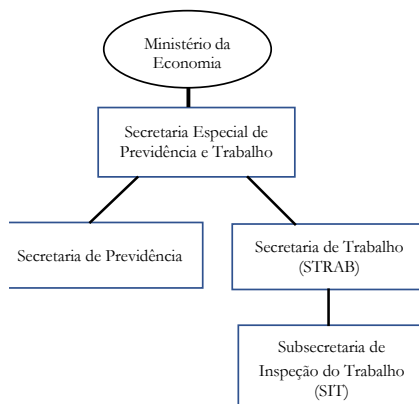 Ministério da
Economia
Secretaria Especial de
Previdência e Trabalho
Secretaria de Previdência
Secretaria de Trabalho
(STRAB)
Subsecretaria de
Inspeção do Trabalho
(SIT)